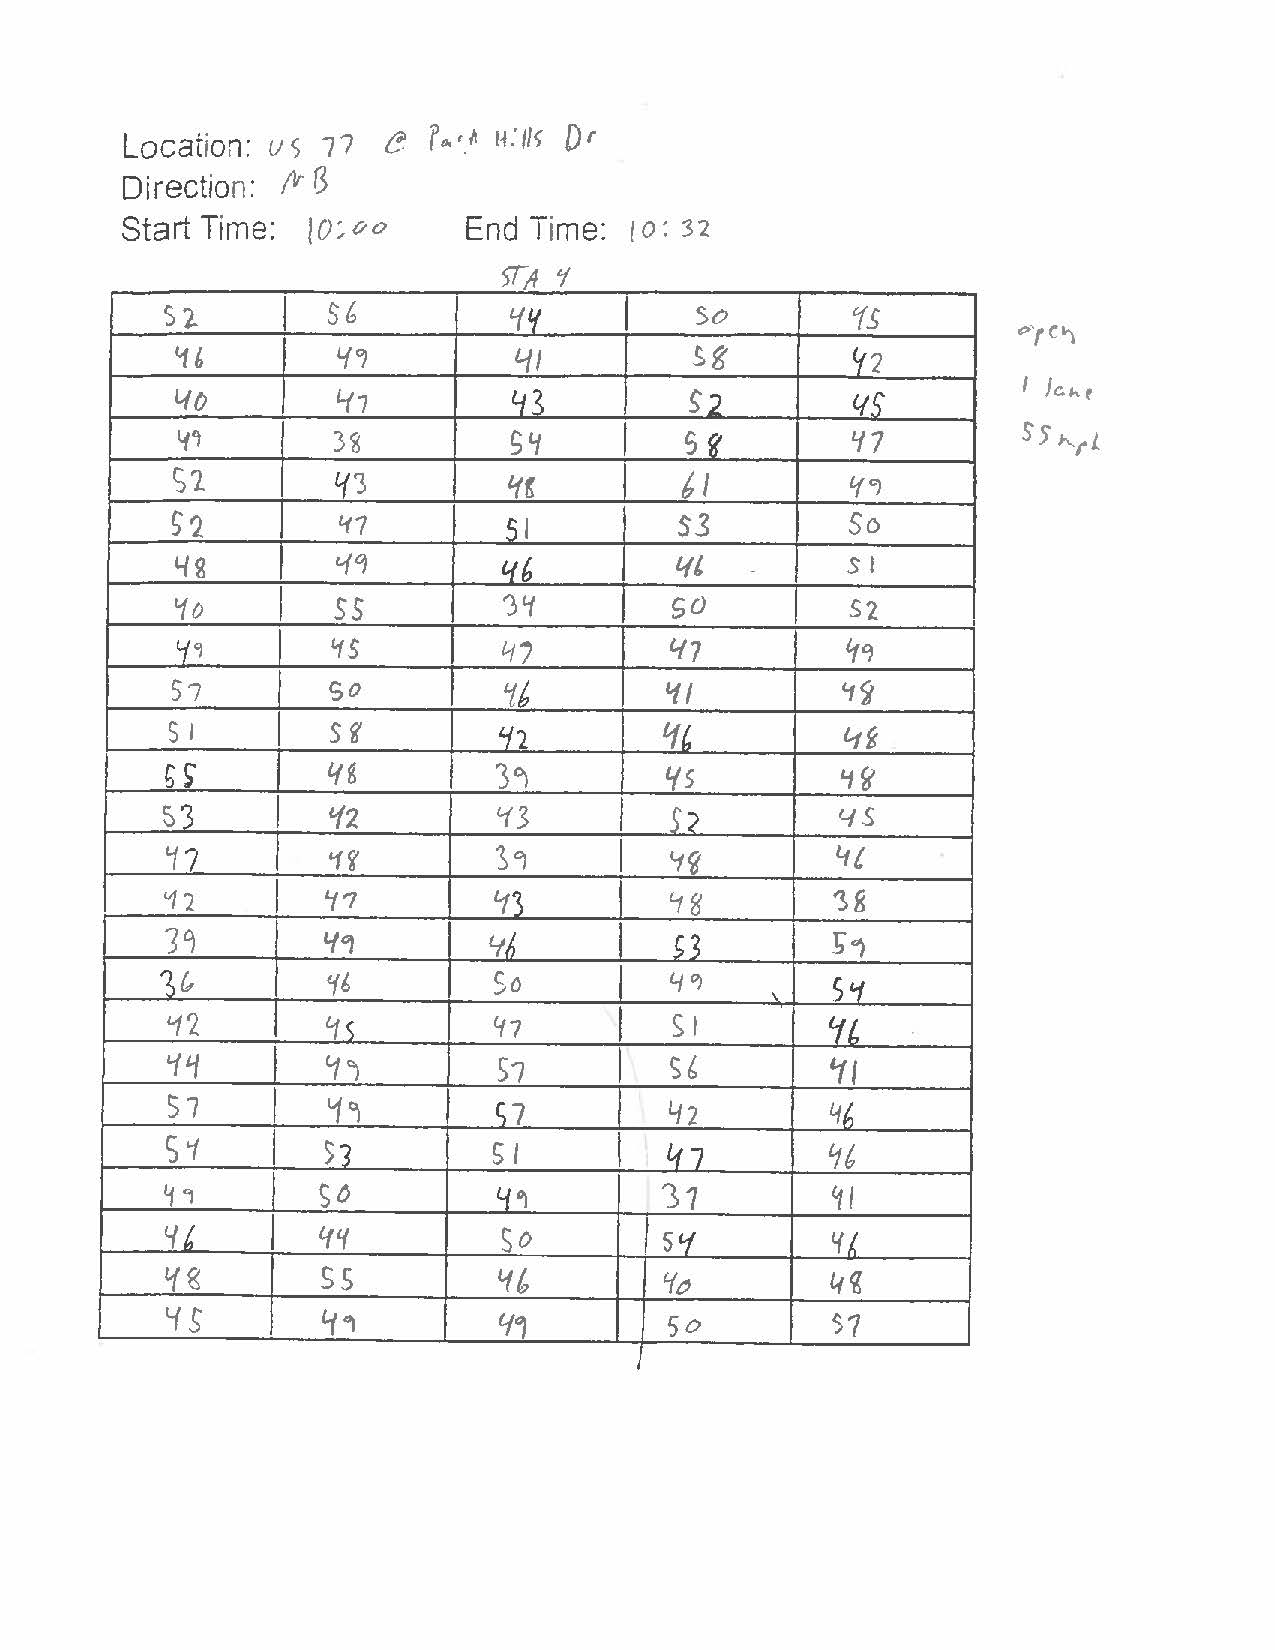 Location: US 77 @ Park Hills Dr
Direction: NB
Start Time: 10:00 End Time: 10:32
STA 4
52 56 44 50 45
open
46 49 41 58 42
1 lane
40 47 43 52 45
55 mph
49 38 54 58 47
52 43 48 61 49
52 47 51 53 50
48 49 46 46 51
40 55 34 50 52
49 45 47 47 49
57 50 46 41 48
51 58 42 46 48
55 48 39 45 48
53 42 43 52 45
47 48 39 48 46
42 47 43 48 38
39 49 46 53 59
36 46 50 49 54
42 45 47 51 46
44 49 57 56 41
57 49 57 42 46
54 53 51 47 46
49 50 49 37 41
46 44 50 54 46
48 55 46 40 48
45 49 49 50 57